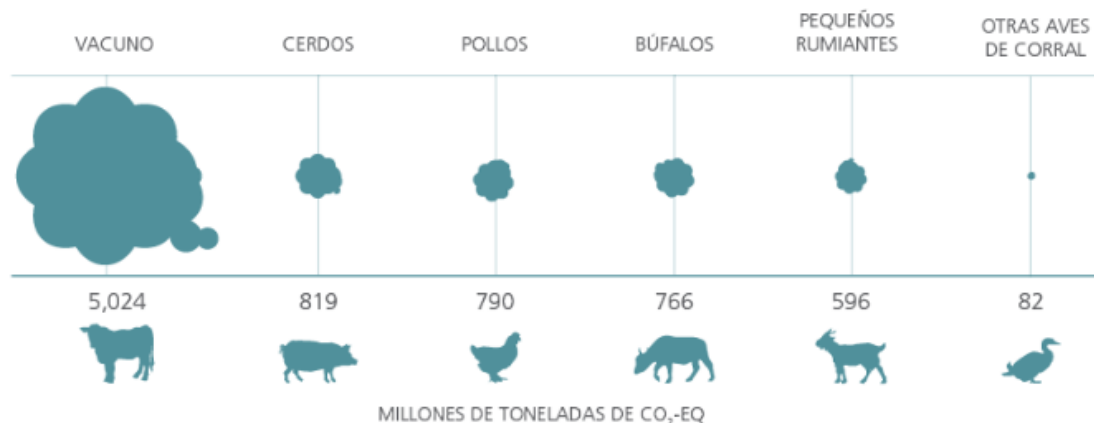 VACUNO
CERDOS
POLLOS
BÚFALOS
PEQUEÑOS
RUMIANTES
OTRAS AVES
DE CORRAL
5,024
819
790
766
596
82
MILLONES DE TONELADAS DE CO₂-EQ